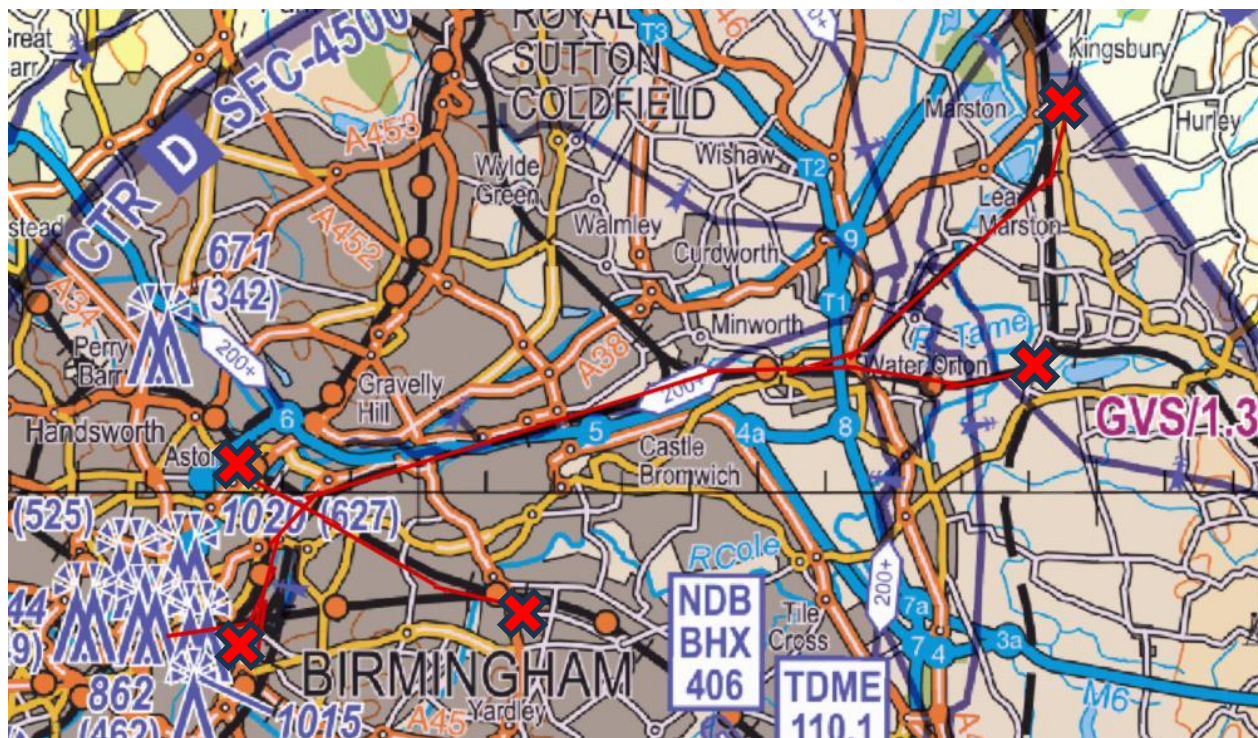 Great
Barr
SFC-4500
D
CTR
ROYAL
SUTTON
COLDFIELD
T3
Kingsbury
Marston
Hurley
A453
A452
Wylde
Green
Wishaw
T2
Walmley
Lea
Marston
9
Curdworth
671
(342)
A34
T1
Minworth
R. Tame
200+
Perry
Barr
A38
Water Orton
Gravelly
Hill
200+
GVS/1.3
6
Handsworth
5
4a
8
Aston
Castle
Bromwich
(525)
1020 (627)
R Cole
NDB
BHX
406
200+
Tile
Cross
7a
7
4
3a
BIRMINGHAM
TDME
110.1
M6
862
(462)
1015
A45
Yardley